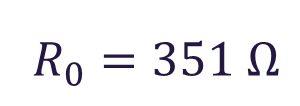 R₀ = 351 Ω